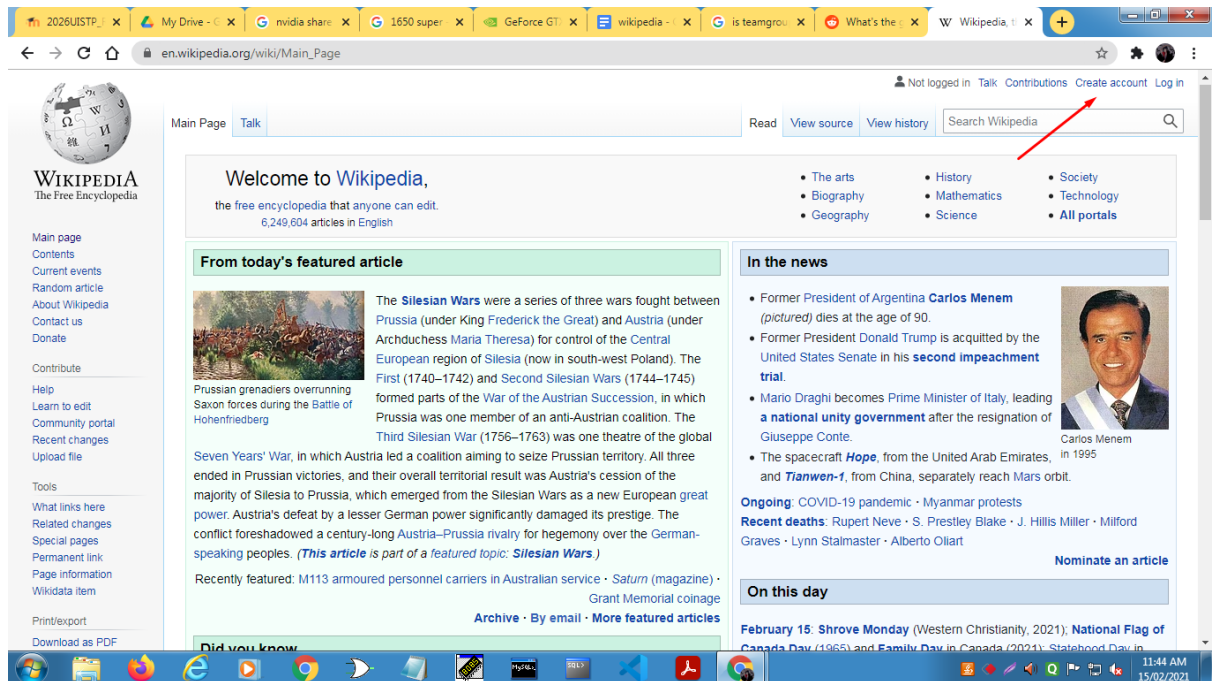 2026UISTP_F
My Drive - G
nvidia share
1650 super -
GeForce GT
wikipedia - G
is teamgrou
What's the g
Wikipedia, t
en.wikipedia.org/wiki/Main_Page
Not logged in Talk Contributions Create account Log in
Main Page Talk
Read View source View history Search Wikipedia
WIKIPEDIA
The Free Encyclopedia
Main page
Contents
Current events
Random article
About Wikipedia
Contact us
Donate
Contribute
Help
Learn to edit
Community portal
Recent changes
Upload file
Tools
What links here
Related changes
Special pages
Permanent link
Page information
Wikidata item
Print/export
Download as PDF
Welcome to Wikipedia,
the free encyclopedia that anyone can edit.
6,249,604 articles in English
The arts
Biography
Geography
History
Mathematics
Science
Society
Technology
All portals
From today's featured article
The Silesian Wars were a series of three wars fought between
Prussia (under King Frederick the Great) and Austria (under
Archduchess Maria Theresa) for control of the Central
European region of Silesia (now in south-west Poland). The
First (1740–1742) and Second Silesian Wars (1744–1745)
formed parts of the War of the Austrian Succession, in which
Prussia was one member of an anti-Austrian coalition. The
Third Silesian War (1756–1763) was one theatre of the global
Seven Years' War, in which Austria led a coalition aiming to seize Prussian territory. All three
ended in Prussian victories, and their overall territorial result was Austria's cession of the
majority of Silesia to Prussia, which emerged from the Silesian Wars as a new European great
power. Austria's defeat by a lesser German power significantly damaged its prestige. The
conflict foreshadowed a century-long Austria–Prussia rivalry for hegemony over the German-
speaking peoples. (This article is part of a featured topic: Silesian Wars.)
Prussian grenadiers overrunning
Saxon forces during the Battle of
Hohenfriedberg
Recently featured: M113 armoured personnel carriers in Australian service · Saturn (magazine) ·
Grant Memorial coinage
Archive · By email · More featured articles
Did you know
In the news
Former President of Argentina Carlos Menem
(pictured) dies at the age of 90.
Former President Donald Trump is acquitted by the
United States Senate in his second impeachment
trial.
Mario Draghi becomes Prime Minister of Italy, leading
a national unity government after the resignation of
Giuseppe Conte.
The spacecraft Hope, from the United Arab Emirates,
and Tianwen-1, from China, separately reach Mars orbit.
Carlos Menem
in 1995
Ongoing: COVID-19 pandemic · Myanmar protests
Recent deaths: Rupert Neve · S. Prestley Blake · J. Hillis Miller · Milford
Graves · Lynn Stalmaster · Alberto Oliart
Nominate an article
On this day
February 15: Shrove Monday (Western Christianity, 2021); National Flag of
Canada Day (1965) and Family Day in Canada (2021); Statehood Day in
11:44 AM
15/02/2021